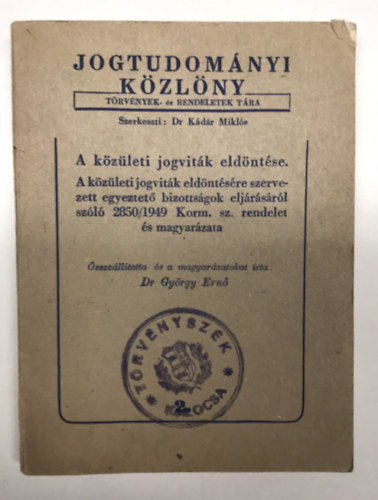 JOGTUDOMÁNYI
KÖZLÖNY
TÖRVÉNYEK- és RENDELETEK TÁRA
Szerkeszti: Dr Kádár Miklós
A közületi jogviták eldöntése.
A közületi jogviták eldöntésére szerve-
zett egyeztető bizottságok eljárásáról
szóló 2850/1949 Korm. sz. rendelet
és magyarázata
Összeállította és a magyarázatokat írta:
Dr György Ernő
TÖRVÉNYSZÉK
KALOCSA
2.